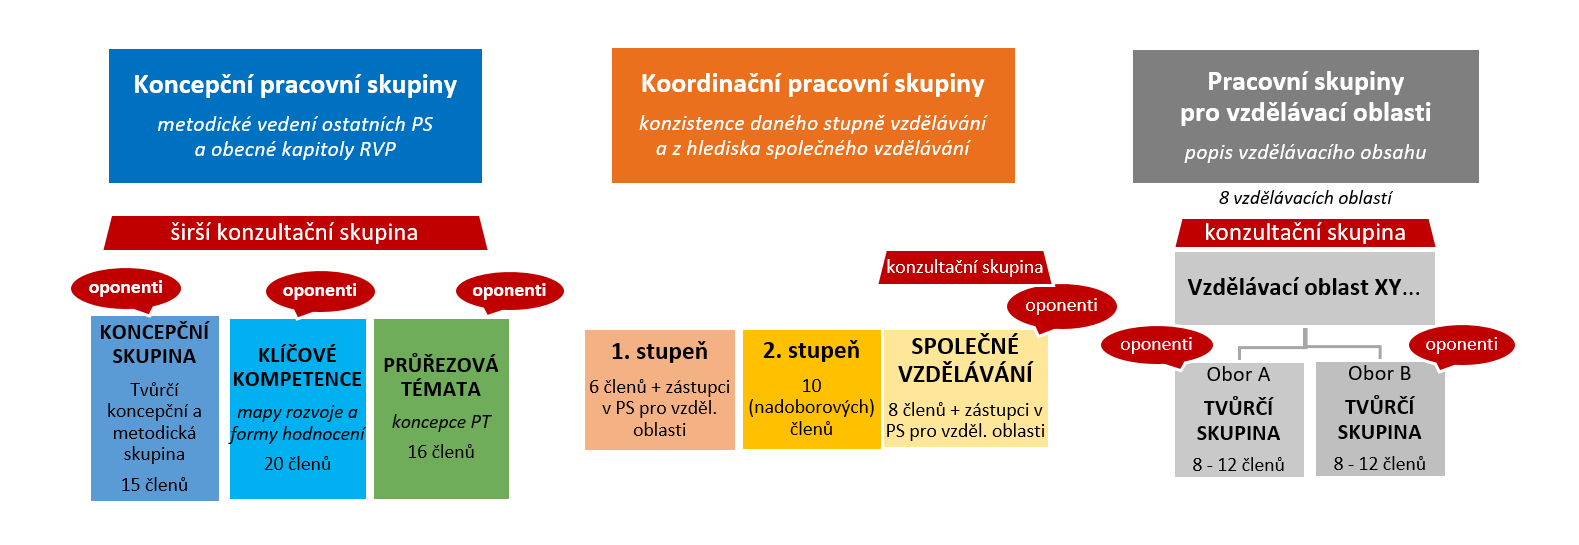 Koncepční pracovní skupiny
metodické vedení ostatních PS
a obecné kapitoly RVP
širší konzultační skupina
oponenti
oponenti
oponenti
KONCEPČNÍ
SKUPINA
Tvůrčí
koncepční a
metodická
skupina
15 členů
KLÍČOVÉ
KOMPETENCE
mapy rozvoje a
formy hodnocení
20 členů
PRŮŘEZOVÁ
TÉMATA
koncepce PT
16 členů
Koordinační pracovní skupiny
konzistence daného stupně vzdělávání
a z hlediska společného vzdělávání
konzultační skupina
oponenti
1. stupeň
6 členů + zástupci
v PS pro vzděl.
oblasti
2. stupeň
10
(nadoborových)
členů
SPOLEČNÉ
VZDĚLÁVÁNÍ
8 členů + zástupci v
PS pro vzděl. oblasti
Pracovní skupiny
pro vzdělávací oblasti
popis vzdělávacího obsahu
8 vzdělávacích oblastí
konzultační skupina
Vzdělávací oblast XY...
oponenti
oponenti
Obor A
TVŮRČÍ
SKUPINA
8 - 12 členů
Obor B
TVŮRČÍ
SKUPINA
8 - 12 členů